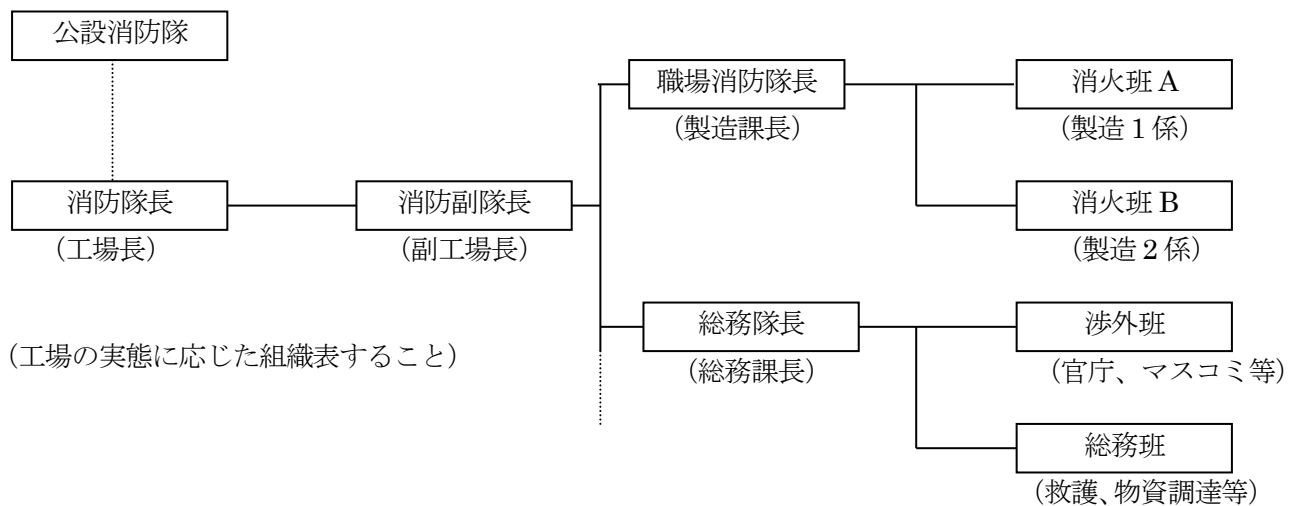 公設消防隊
職場消防隊長
消火班 A
(製造課長)
(製造 1 係)
消防隊長
消防副隊長
消火班 B
(工場長)
(副工場長)
(製造 2 係)
総務隊長
渉外班
(工場の実態に応じた組織表すること)
(総務課長)
(官庁、マスコミ等)
総務班
(救護、物資調達等)